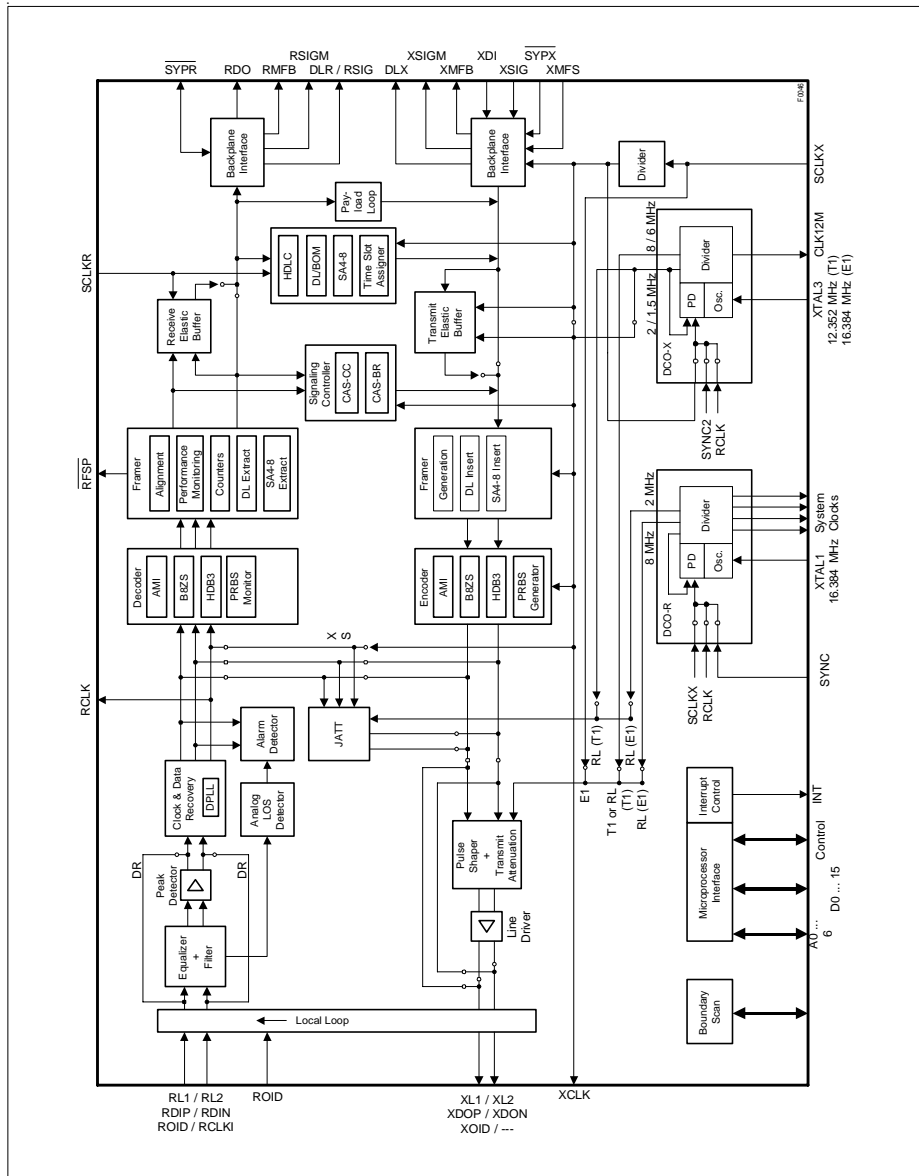 SYPR
RDO
RMFB
RSIGM
DLR / RSIG
DLX
XSIGM
XMFB
XDI
XSIG
SYPX
XMFS
F0046
Backplane
Interface
Backplane
Interface
Divider
SCLKX
Pay-
load
Loop
SCLKR
HDLC
DL/BOM
SA4-8
Time Slot
Assigner
Receive
Elastic
Buffer
Transmit
Elastic
Buffer
2 / 1.5 MHz
8 / 6 MHz
Divider
PD
Osc.
DCO-X
CLK12M
XTAL3
12.352 MHz (T1)
16.384 MHz (E1)
SYNC2
RCLK
Signaling
Controller
CAS-CC
CAS-BR
RFSP
Framer
Alignment
Performance
Monitoring
Counters
DL Extract
SA4-8
Extract
Framer
Generation
DL Insert
SA4-8 Insert
8 MHz
2 MHz
Divider
PD
Osc.
DCO-R
System
Clocks
XTAL1
16.384 MHz
Decoder
AMI
B8ZS
HDB3
PRBS
Monitor
Encoder
AMI
B8ZS
HDB3
PRBS
Generator
SCLKX
RCLK
SYNC
RCLK
X
S
JATT
Alarm
Detector
RL (T1)
RL (E1)
Clock & Data
Recovery
DPLL
Analog
LOS
Detector
E1
T1 or RL
(T1)
RL (E1)
Interrupt
Control
INT
DR
DR
Peak
Detector
Pulse
Shaper
+
Transmit
Attenuation
Microprocessor
Interface
Control
D0 ... 15
A0 ...
6
Equalizer
+
Filter
Line
Driver
Boundary
Scan
Local Loop
RL1 / RL2
RDIP / RDIN
ROID / RCLKI
ROID
XL1 / XL2
XDOP / XDON
XOID / ---
XCLK